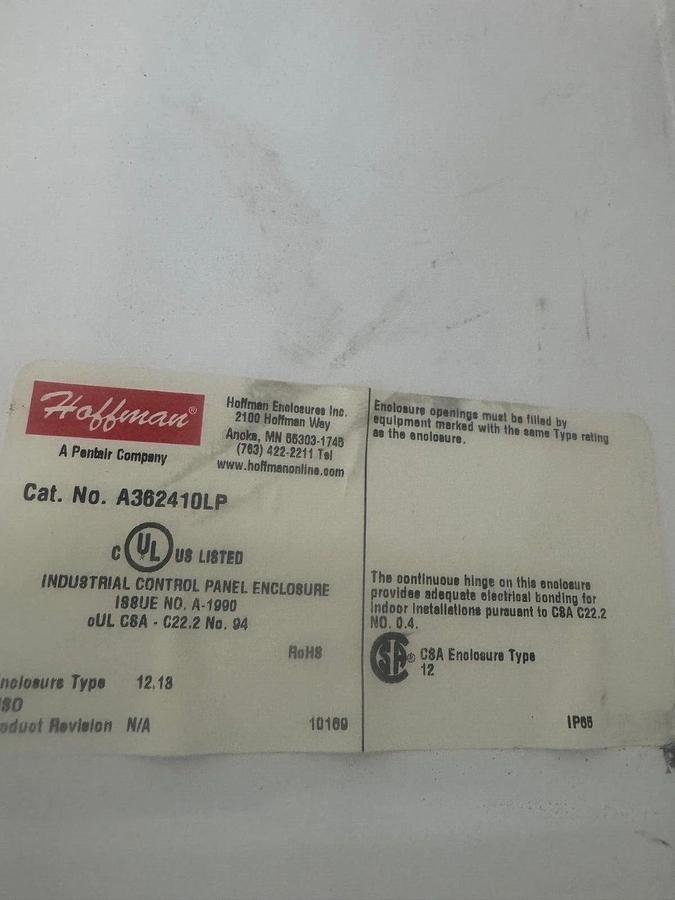 Hoffman®
A Pentair Company
Hoffman Enclosures Inc.
2100 Hoffman Way
Anoka, MN 55303-1745
(763) 422-2211 Tel
www.hoffmanonline.com
Cat. No. A362410LP
C UL US LISTED
INDUSTRIAL CONTROL PANEL ENCLOSURE
ISSUE NO. A-1990
cUL CSA - C22.2 No. 94
RoHS
nclosure Type 12,13
SO
oduct Revision N/A
10169
Enclosure openings must be filled by
equipment marked with the same Type rating
as the enclosure.
The continuous hinge on this enclosure
provides adequate electrical bonding for
indoor installations pursuant to CSA C22.2
NO. 0.4.
SA® CSA Enclosure Type
12
IP65